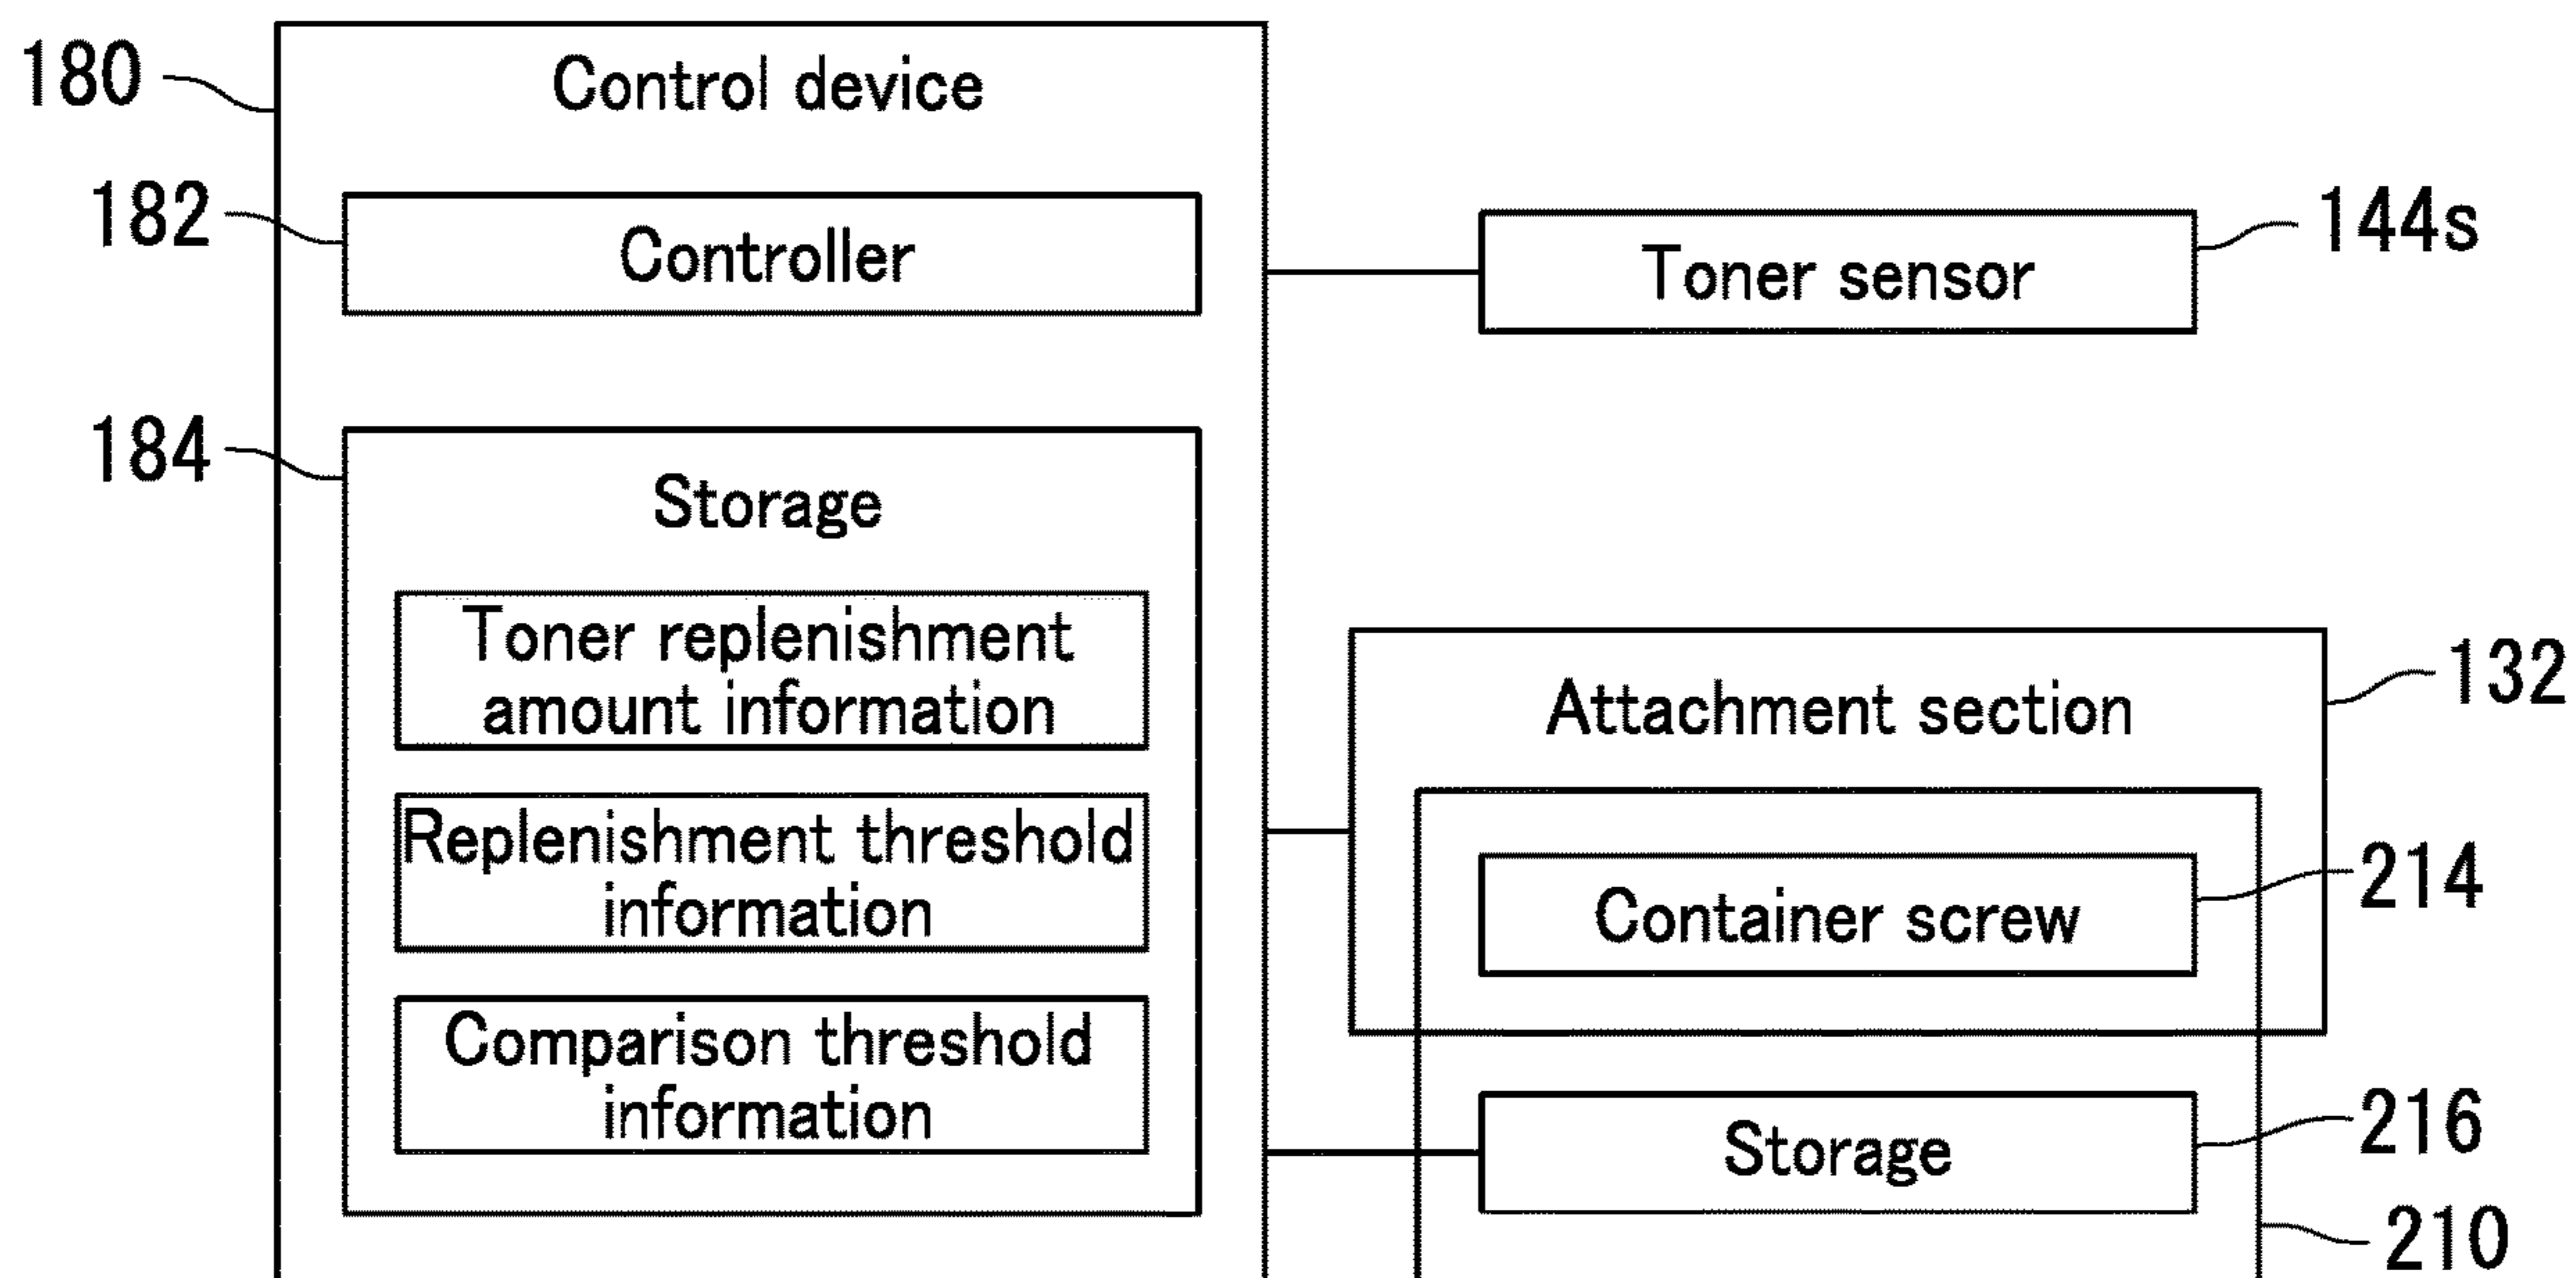 180
Control device
182
Controller
144s
Toner sensor
184
Storage
Toner replenishment
amount information
Replenishment threshold
information
Comparison threshold
information
132
Attachment section
214
Container screw
216
Storage
210